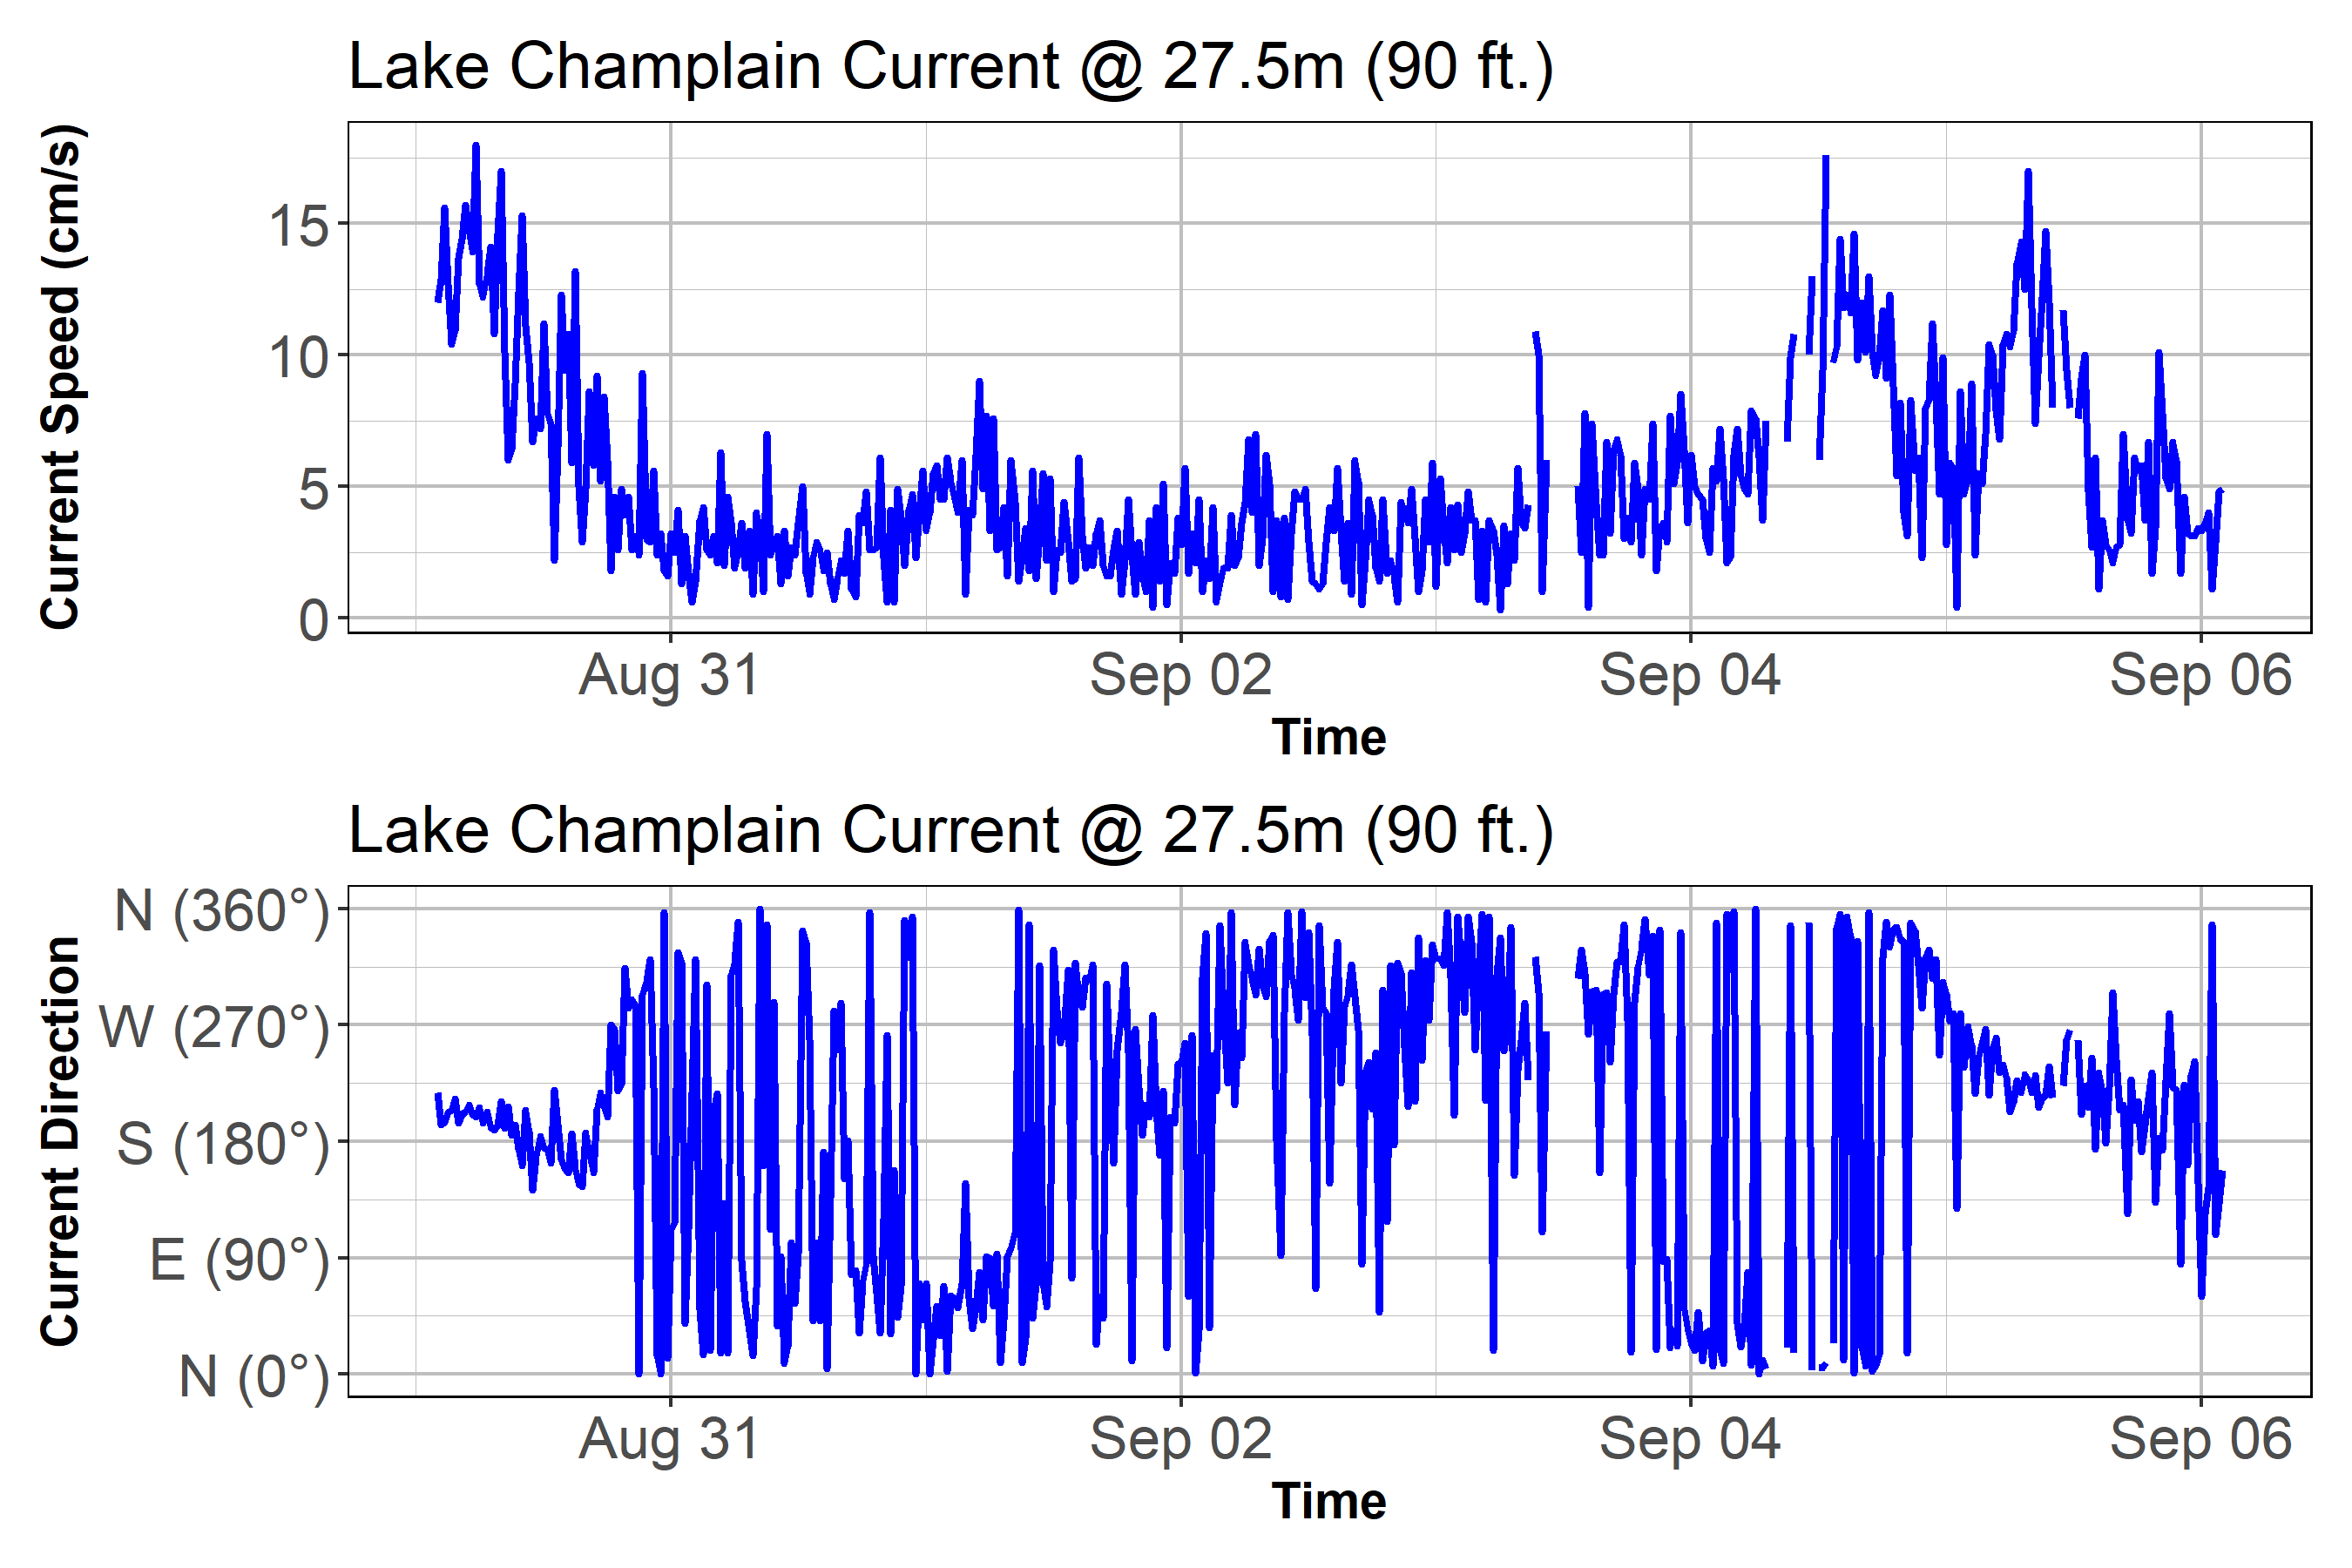 Lake Champlain Current @ 27.5m (90 ft.)
Current Speed (cm/s)
15
10
5
0
Aug 31 Sep 02 Sep 04 Sep 06
Time
Lake Champlain Current @ 27.5m (90 ft.)
Current Direction
N (360°)
W (270°)
S (180°)
E (90°)
N (0°)
Aug 31 Sep 02 Sep 04 Sep 06
Time